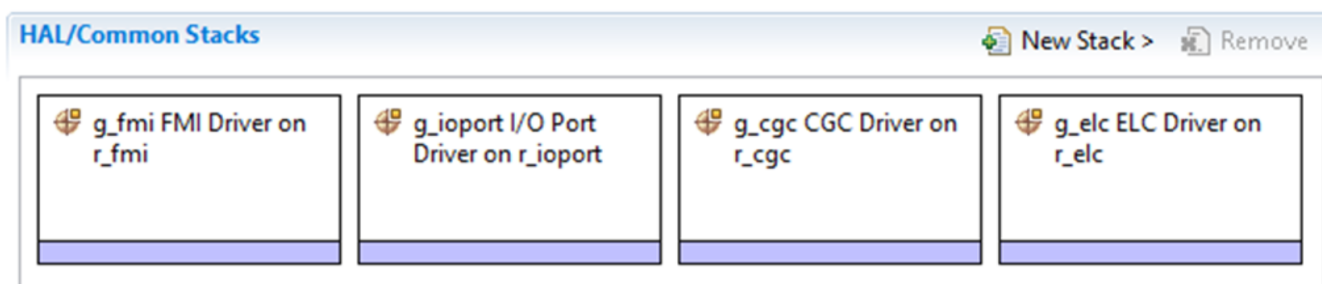 HAL/Common Stacks
New Stack > Remove
g_fmi FMI Driver on
r_fmi
g_ioport I/O Port
Driver on r_ioport
g_cgc CGC Driver on
r_cgc
g_elc ELC Driver on
r_elc